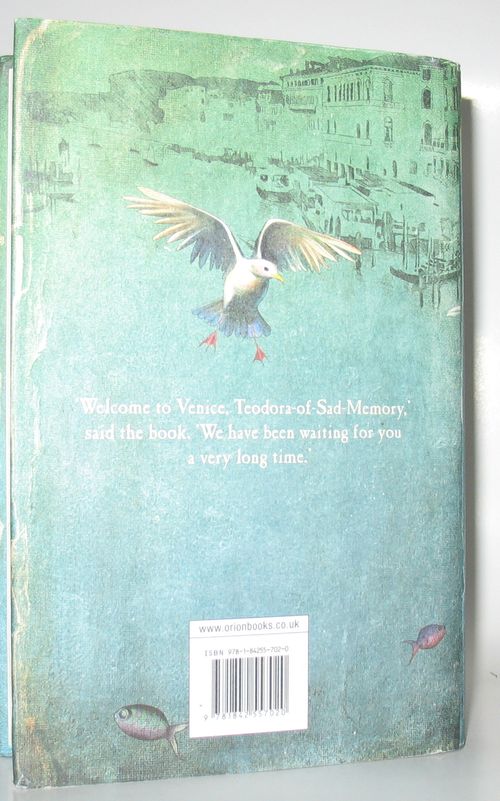 'Welcome to Venice, Teodora-of-Sad-Memory,'
said the book. 'We have been waiting for you
a very long time.'
www.orionbooks.co.uk
ISBN 978-1-84255-702-0
9 781842 557020